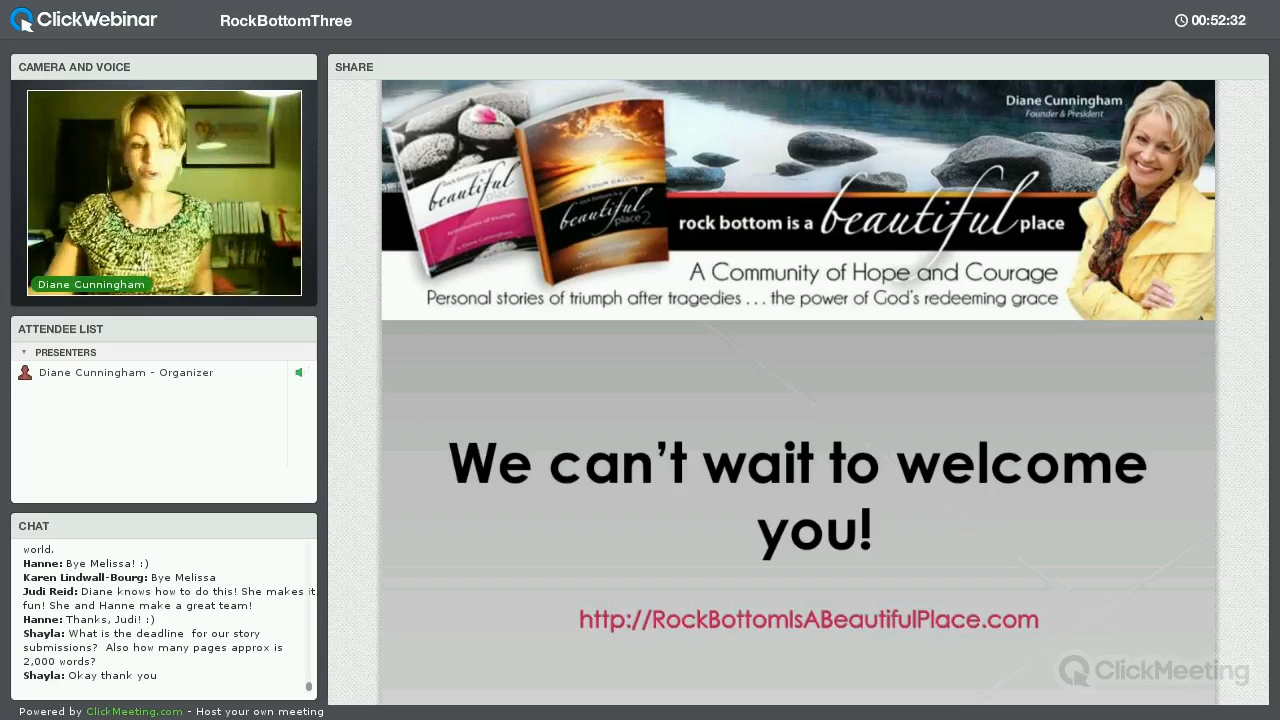 ClickWebinar
RockBottomThree
00:52:32
CAMERA AND VOICE
Diane Cunningham
ATTENDEE LIST
PRESENTERS
Diane Cunningham - Organizer
CHAT
world.
Hanne: Bye Melissa! :)
Karen Lindwall-Bourg: Bye Melissa
Judi Reid: Diane knows how to do this! She makes it
fun! She and Hanne make a great team!
Hanne: Thanks, Judi! :)
Shayla: What is the deadline for our story
submissions? Also how many pages approx is
2,000 words?
Shayla: Okay thank you
Powered by ClickMeeting.com - Host your own meeting
SHARE
Diane Cunningham
Founder & President
beautiful
beautiful
place 2
rock bottom is a beautiful place
A Community of Hope and Courage
Personal stories of triumph after tragedies . . . the power of God's redeeming grace
We can't wait to welcome
you!
http://RockBottomIsABeautifulPlace.com
ClickMeeting